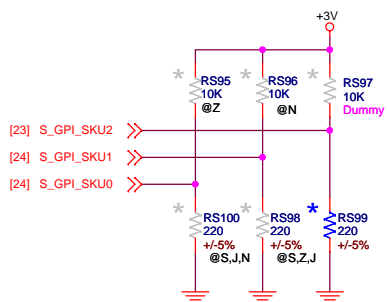 +3V
* RS95 * RS96 * RS97
10K 10K 10K
@Z @N Dummy
[23] S_GPI_SKU2
[24] S_GPI_SKU1
[24] S_GPI_SKU0
* RS100 * RS98 * RS99
220 220 220
+/-5% +/-5% +/-5%
@S,J,N @S,Z,J